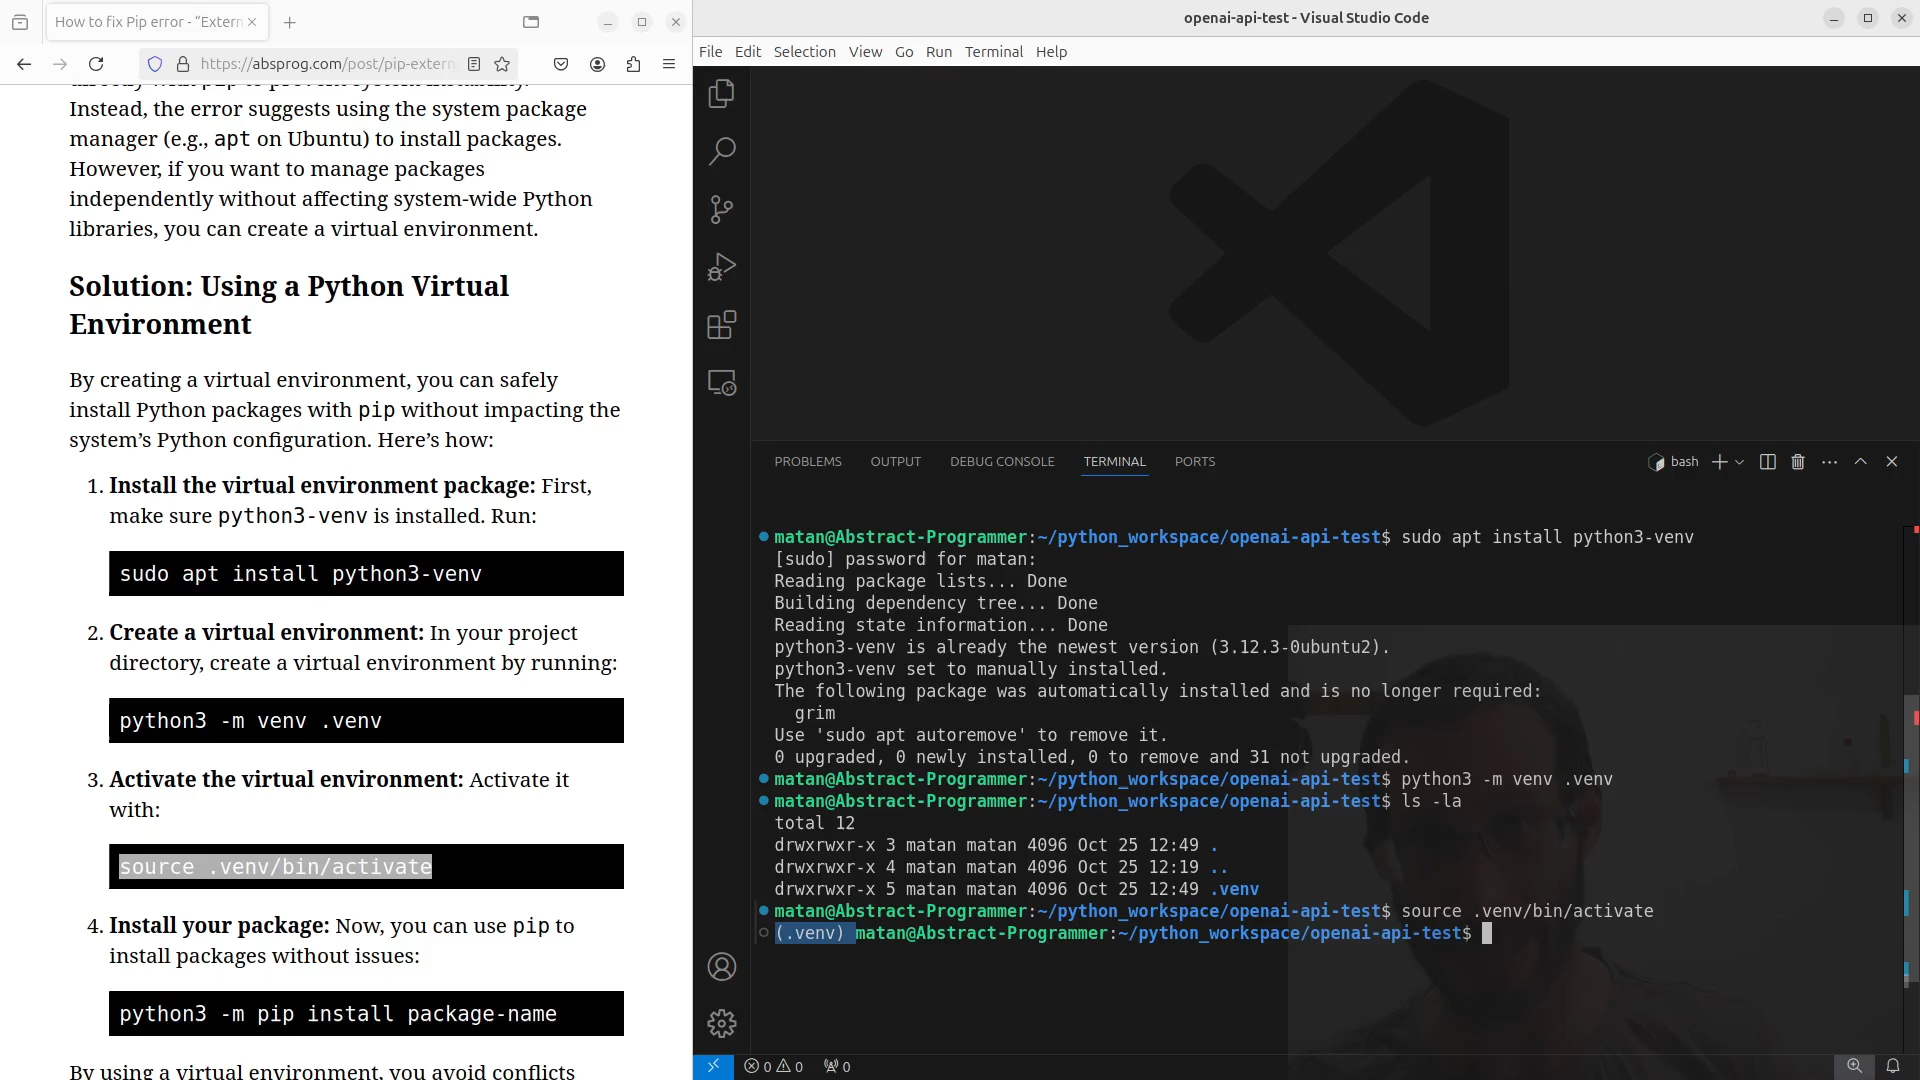 How to fix Pip error - “Extern
https://absprog.com/post/pip-extern
Instead, the error suggests using the system package
manager (e.g., apt on Ubuntu) to install packages.
However, if you want to manage packages
independently without affecting system-wide Python
libraries, you can create a virtual environment.
Solution: Using a Python Virtual
Environment
By creating a virtual environment, you can safely
install Python packages with pip without impacting the
system’s Python configuration. Here’s how:
1. Install the virtual environment package: First,
make sure python3-venv is installed. Run:
sudo apt install python3-venv
2. Create a virtual environment: In your project
directory, create a virtual environment by running:
python3 -m venv .venv
3. Activate the virtual environment: Activate it
with:
source .venv/bin/activate
4. Install your package: Now, you can use pip to
install packages without issues:
python3 -m pip install package-name
By using a virtual environment, you avoid conflicts
openai-api-test - Visual Studio Code
File Edit Selection View Go Run Terminal Help
PROBLEMS OUTPUT DEBUG CONSOLE TERMINAL PORTS
bash
matan@Abstract-Programmer:~/python_workspace/openai-api-test$ sudo apt install python3-venv
[sudo] password for matan:
Reading package lists... Done
Building dependency tree... Done
Reading state information... Done
python3-venv is already the newest version (3.12.3-0ubuntu2).
python3-venv set to manually installed.
The following package was automatically installed and is no longer required:
grim
Use 'sudo apt autoremove' to remove it.
0 upgraded, 0 newly installed, 0 to remove and 31 not upgraded.
matan@Abstract-Programmer:~/python_workspace/openai-api-test$ python3 -m venv .venv
matan@Abstract-Programmer:~/python_workspace/openai-api-test$ ls -la
total 12
drwxrwxr-x 3 matan matan 4096 Oct 25 12:49 .
drwxrwxr-x 4 matan matan 4096 Oct 25 12:19 ..
drwxrwxr-x 5 matan matan 4096 Oct 25 12:49 .venv
matan@Abstract-Programmer:~/python_workspace/openai-api-test$ source .venv/bin/activate
(.venv) matan@Abstract-Programmer:~/python_workspace/openai-api-test$
0 0 0